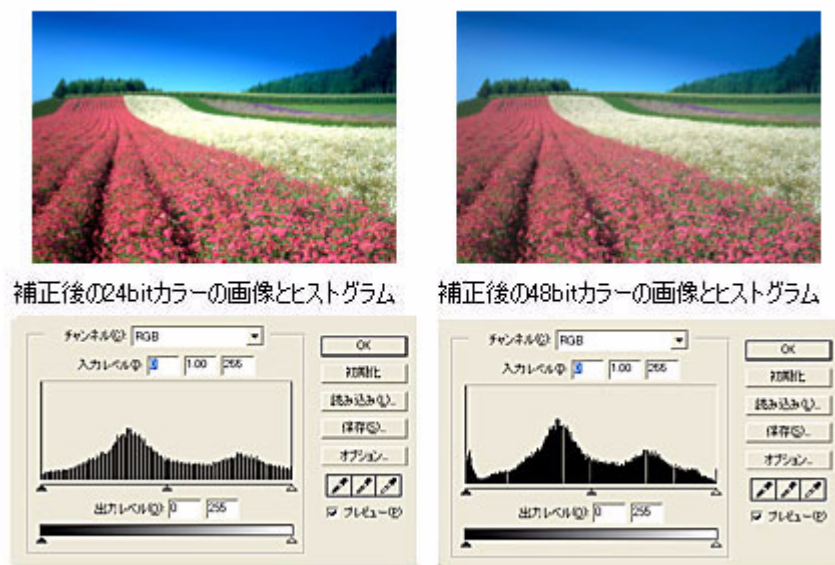 補正後の24bitカラーの画像とヒストグラム
チャンネル(C): RGB
入力レベル(I): 0 1.00 255
OK
初期化
読み込み(L)...
保存(S)...
オプション...
出力レベル(O): 0 255
プレビュー(P)
補正後の48bitカラーの画像とヒストグラム
チャンネル(C): RGB
入力レベル(I): 0 1.00 255
OK
初期化
読み込み(L)...
保存(S)...
オプション...
出力レベル(O): 0 255
プレビュー(P)